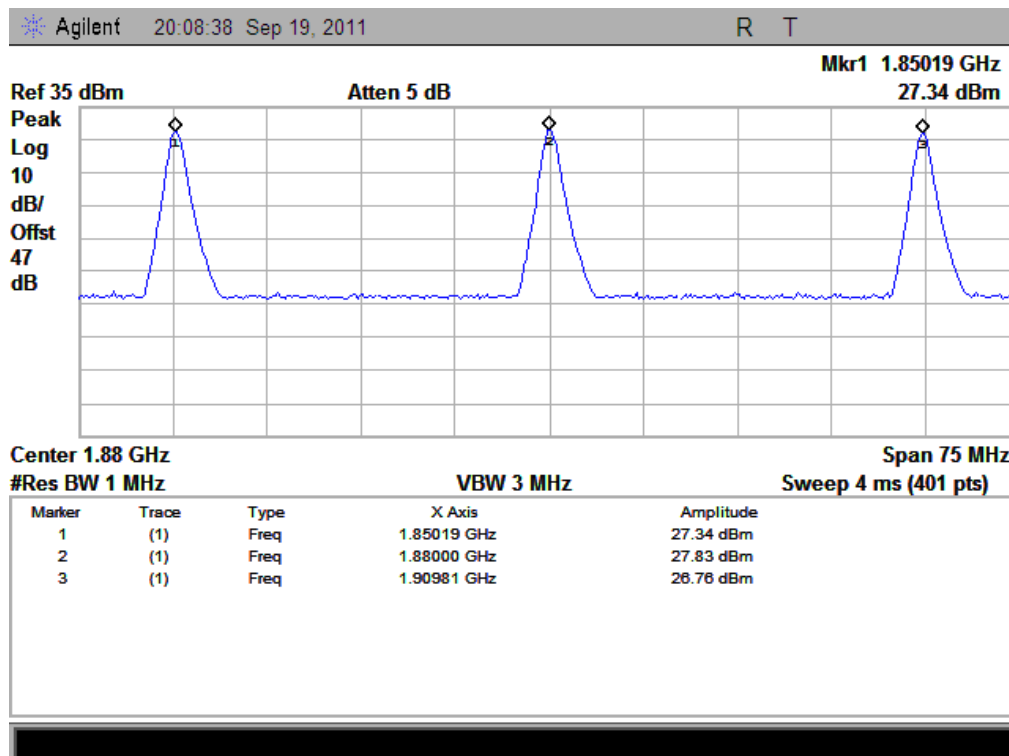 Agilent 20:08:38 Sep 19, 2011 R T
Mkr1 1.85019 GHz
Ref 35 dBm Atten 5 dB 27.34 dBm
Peak
Log
10
dB/
Offst
47
dB
1 2 3
Center 1.88 GHz Span 75 MHz
#Res BW 1 MHz VBW 3 MHz Sweep 4 ms (401 pts)
Marker Trace Type X Axis Amplitude
1 (1) Freq 1.85019 GHz 27.34 dBm
2 (1) Freq 1.88000 GHz 27.83 dBm
3 (1) Freq 1.90981 GHz 26.76 dBm